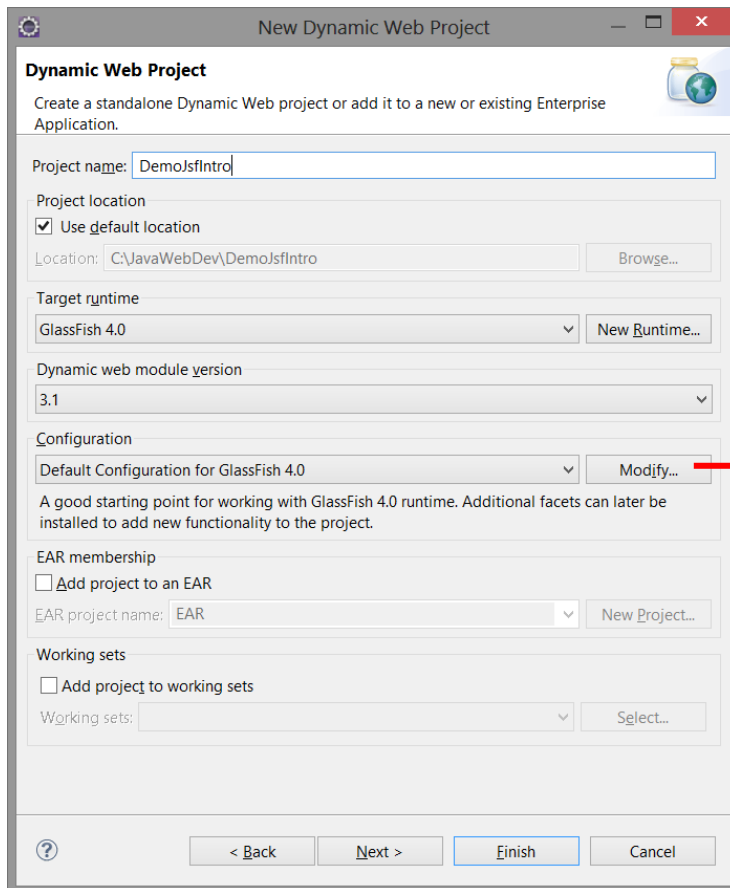 New Dynamic Web Project
Dynamic Web Project
Create a standalone Dynamic Web project or add it to a new or existing Enterprise
Application.
Project name: DemoJsfIntro
Project location
Use default location
Location: C:\JavaWebDev\DemoJsfIntro Browse...
Target runtime
GlassFish 4.0 New Runtime...
Dynamic web module version
3.1
Configuration
Default Configuration for GlassFish 4.0 Modify...
A good starting point for working with GlassFish 4.0 runtime. Additional facets can later be
installed to add new functionality to the project.
EAR membership
Add project to an EAR
EAR project name: EAR New Project...
Working sets
Add project to working sets
Working sets: Select...
? < Back Next > Finish Cancel